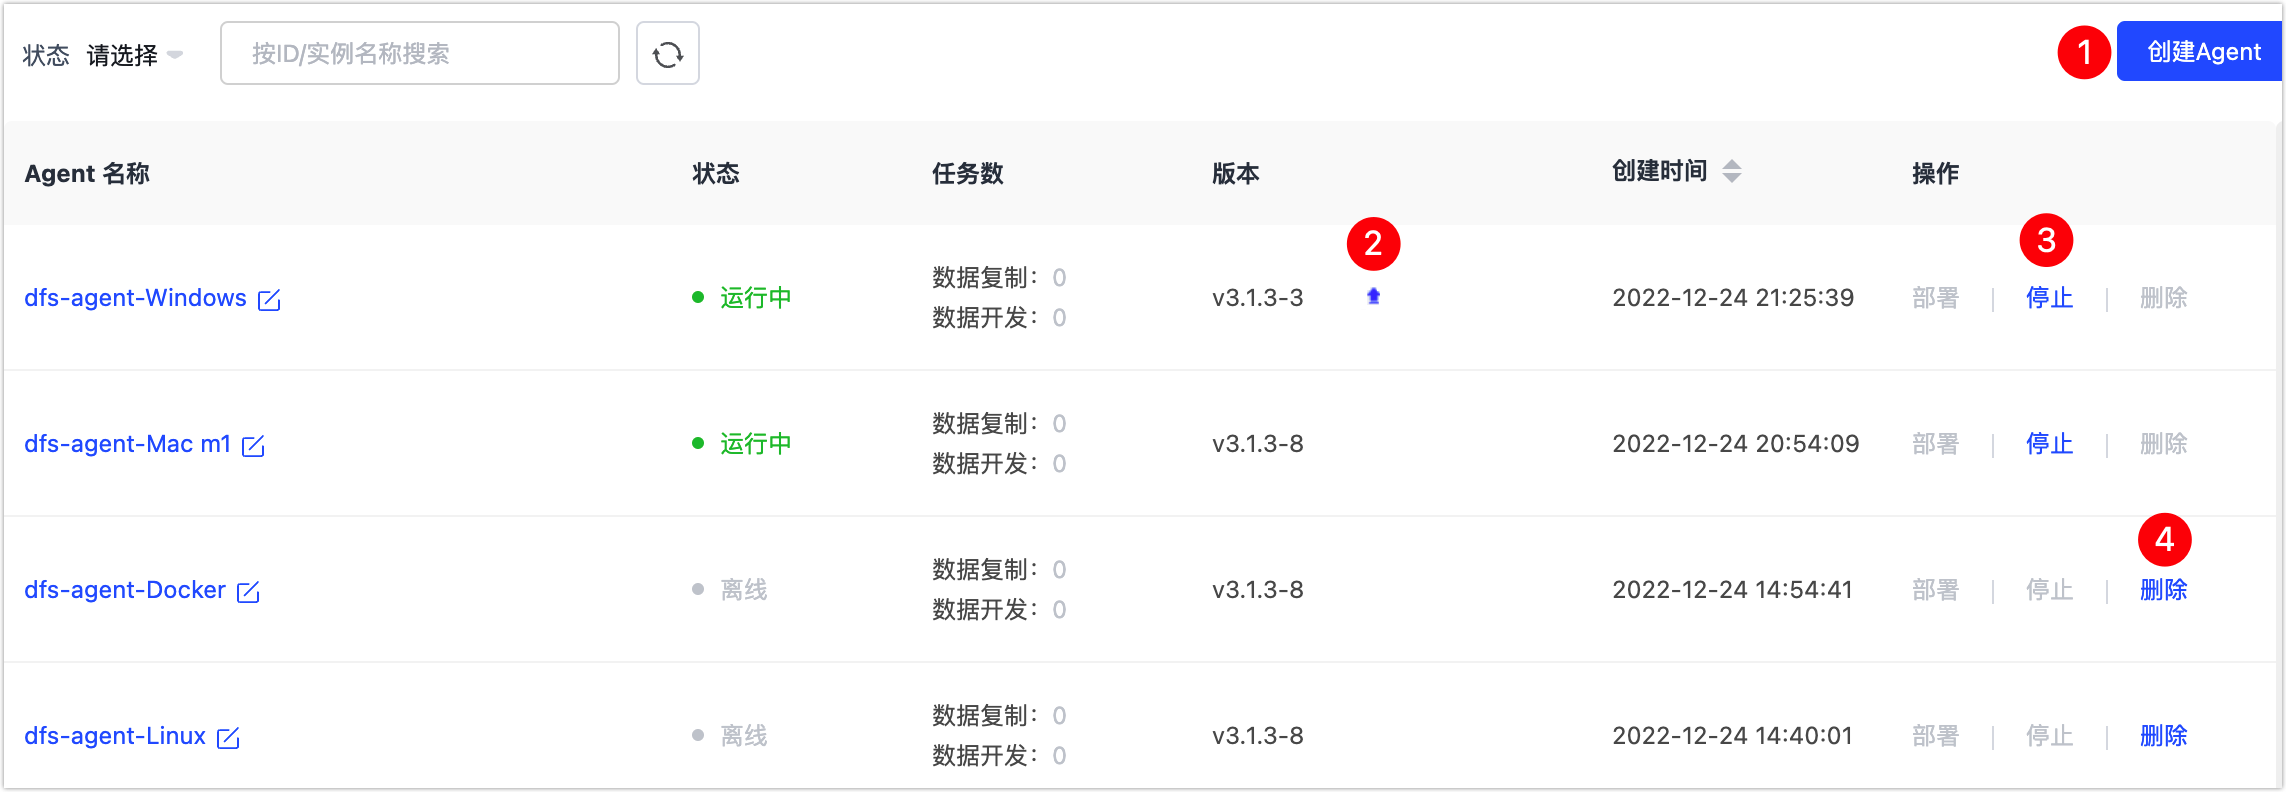 状态 请选择 按ID/实例名称搜索 1 创建Agent
Agent 名称 状态 任务数 版本 创建时间 操作
2 3
dfs-agent-Windows 运行中 数据复制：0 v3.1.3-3 2022-12-24 21:25:39 部署 | 停止 | 删除
数据开发：0
dfs-agent-Mac m1 运行中 数据复制：0 v3.1.3-8 2022-12-24 20:54:09 部署 | 停止 | 删除
数据开发：0
4
dfs-agent-Docker 离线 数据复制：0 v3.1.3-8 2022-12-24 14:54:41 部署 | 停止 | 删除
数据开发：0
dfs-agent-Linux 离线 数据复制：0 v3.1.3-8 2022-12-24 14:40:01 部署 | 停止 | 删除
数据开发：0